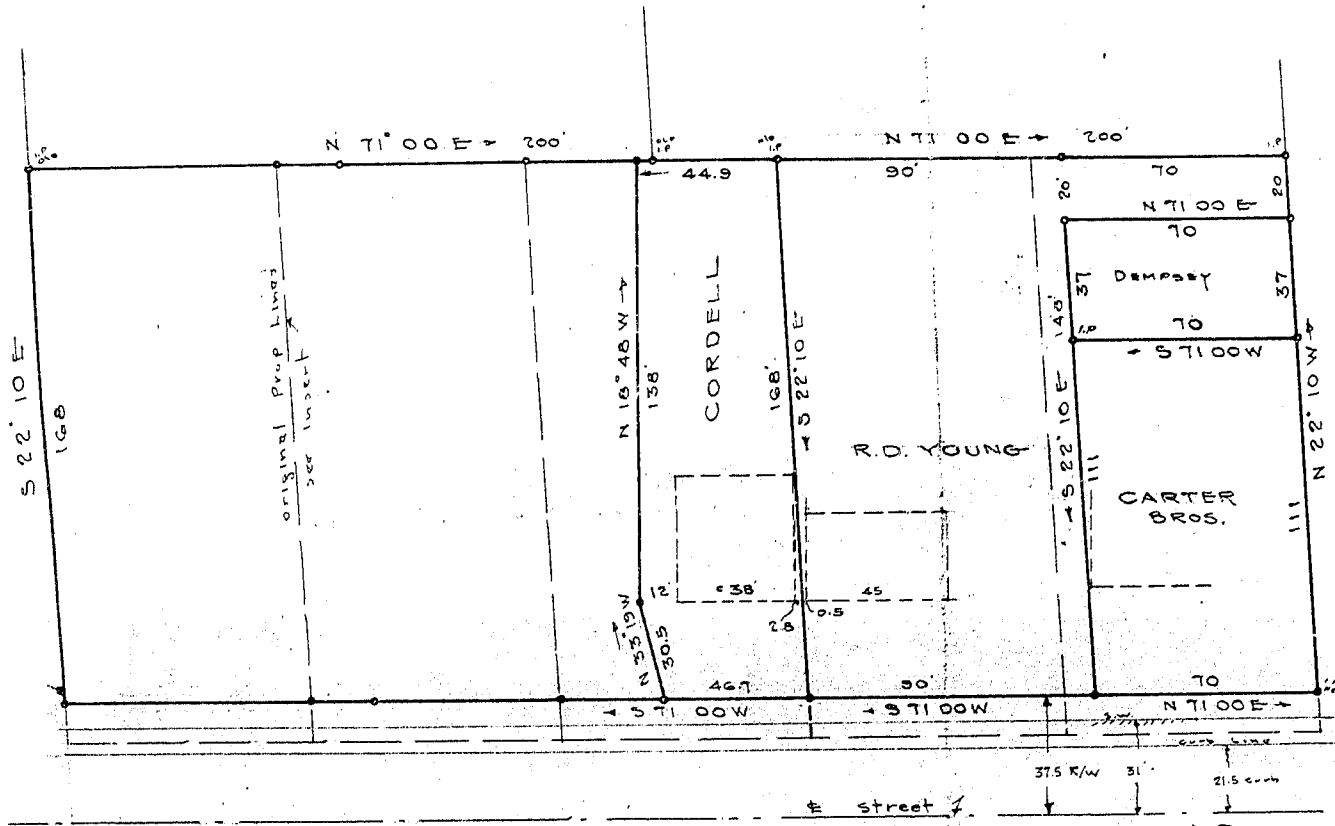 N 71° 00 E → 200'
N 71 00 E → 200'
44.9
90'
70
20'
20
N 71 00 E
70
DEMPSEY
37
37
I.P
70
← S 71 00 W
S 22° 10 E
168
original Prop Lines
see Insert
N 18° 48 W →
138'
CORDELL
168'
← S 22° 10 E
R.D. YOUNG
148'
← S 22° 10 E
111
CARTER
BROS.
N 22° 10 W →
111
12'
38'
2.8
0.5
45
N 33° 19 W
30.5
46.7
90'
70
← S 71 00 W
← S 71 00 W
N 71 00 E →
curb Line
37.5 R/W
31'
21.5 curb
℄ street